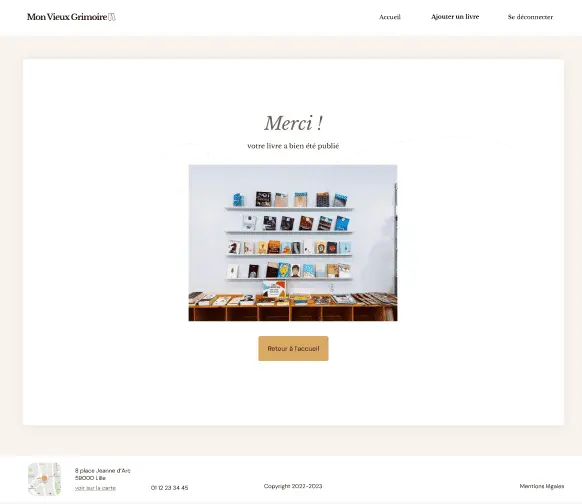 Mon Vieux Grimoire
Accueil
Ajouter un livre
Se déconnecter
Merci !
votre livre a bien été publié
Retour à l'accueil
8 place Jeanne d'Arc
59000 Lille
voir sur la carte
01 12 23 34 45
Copyright 2022-2023
Mentions légales